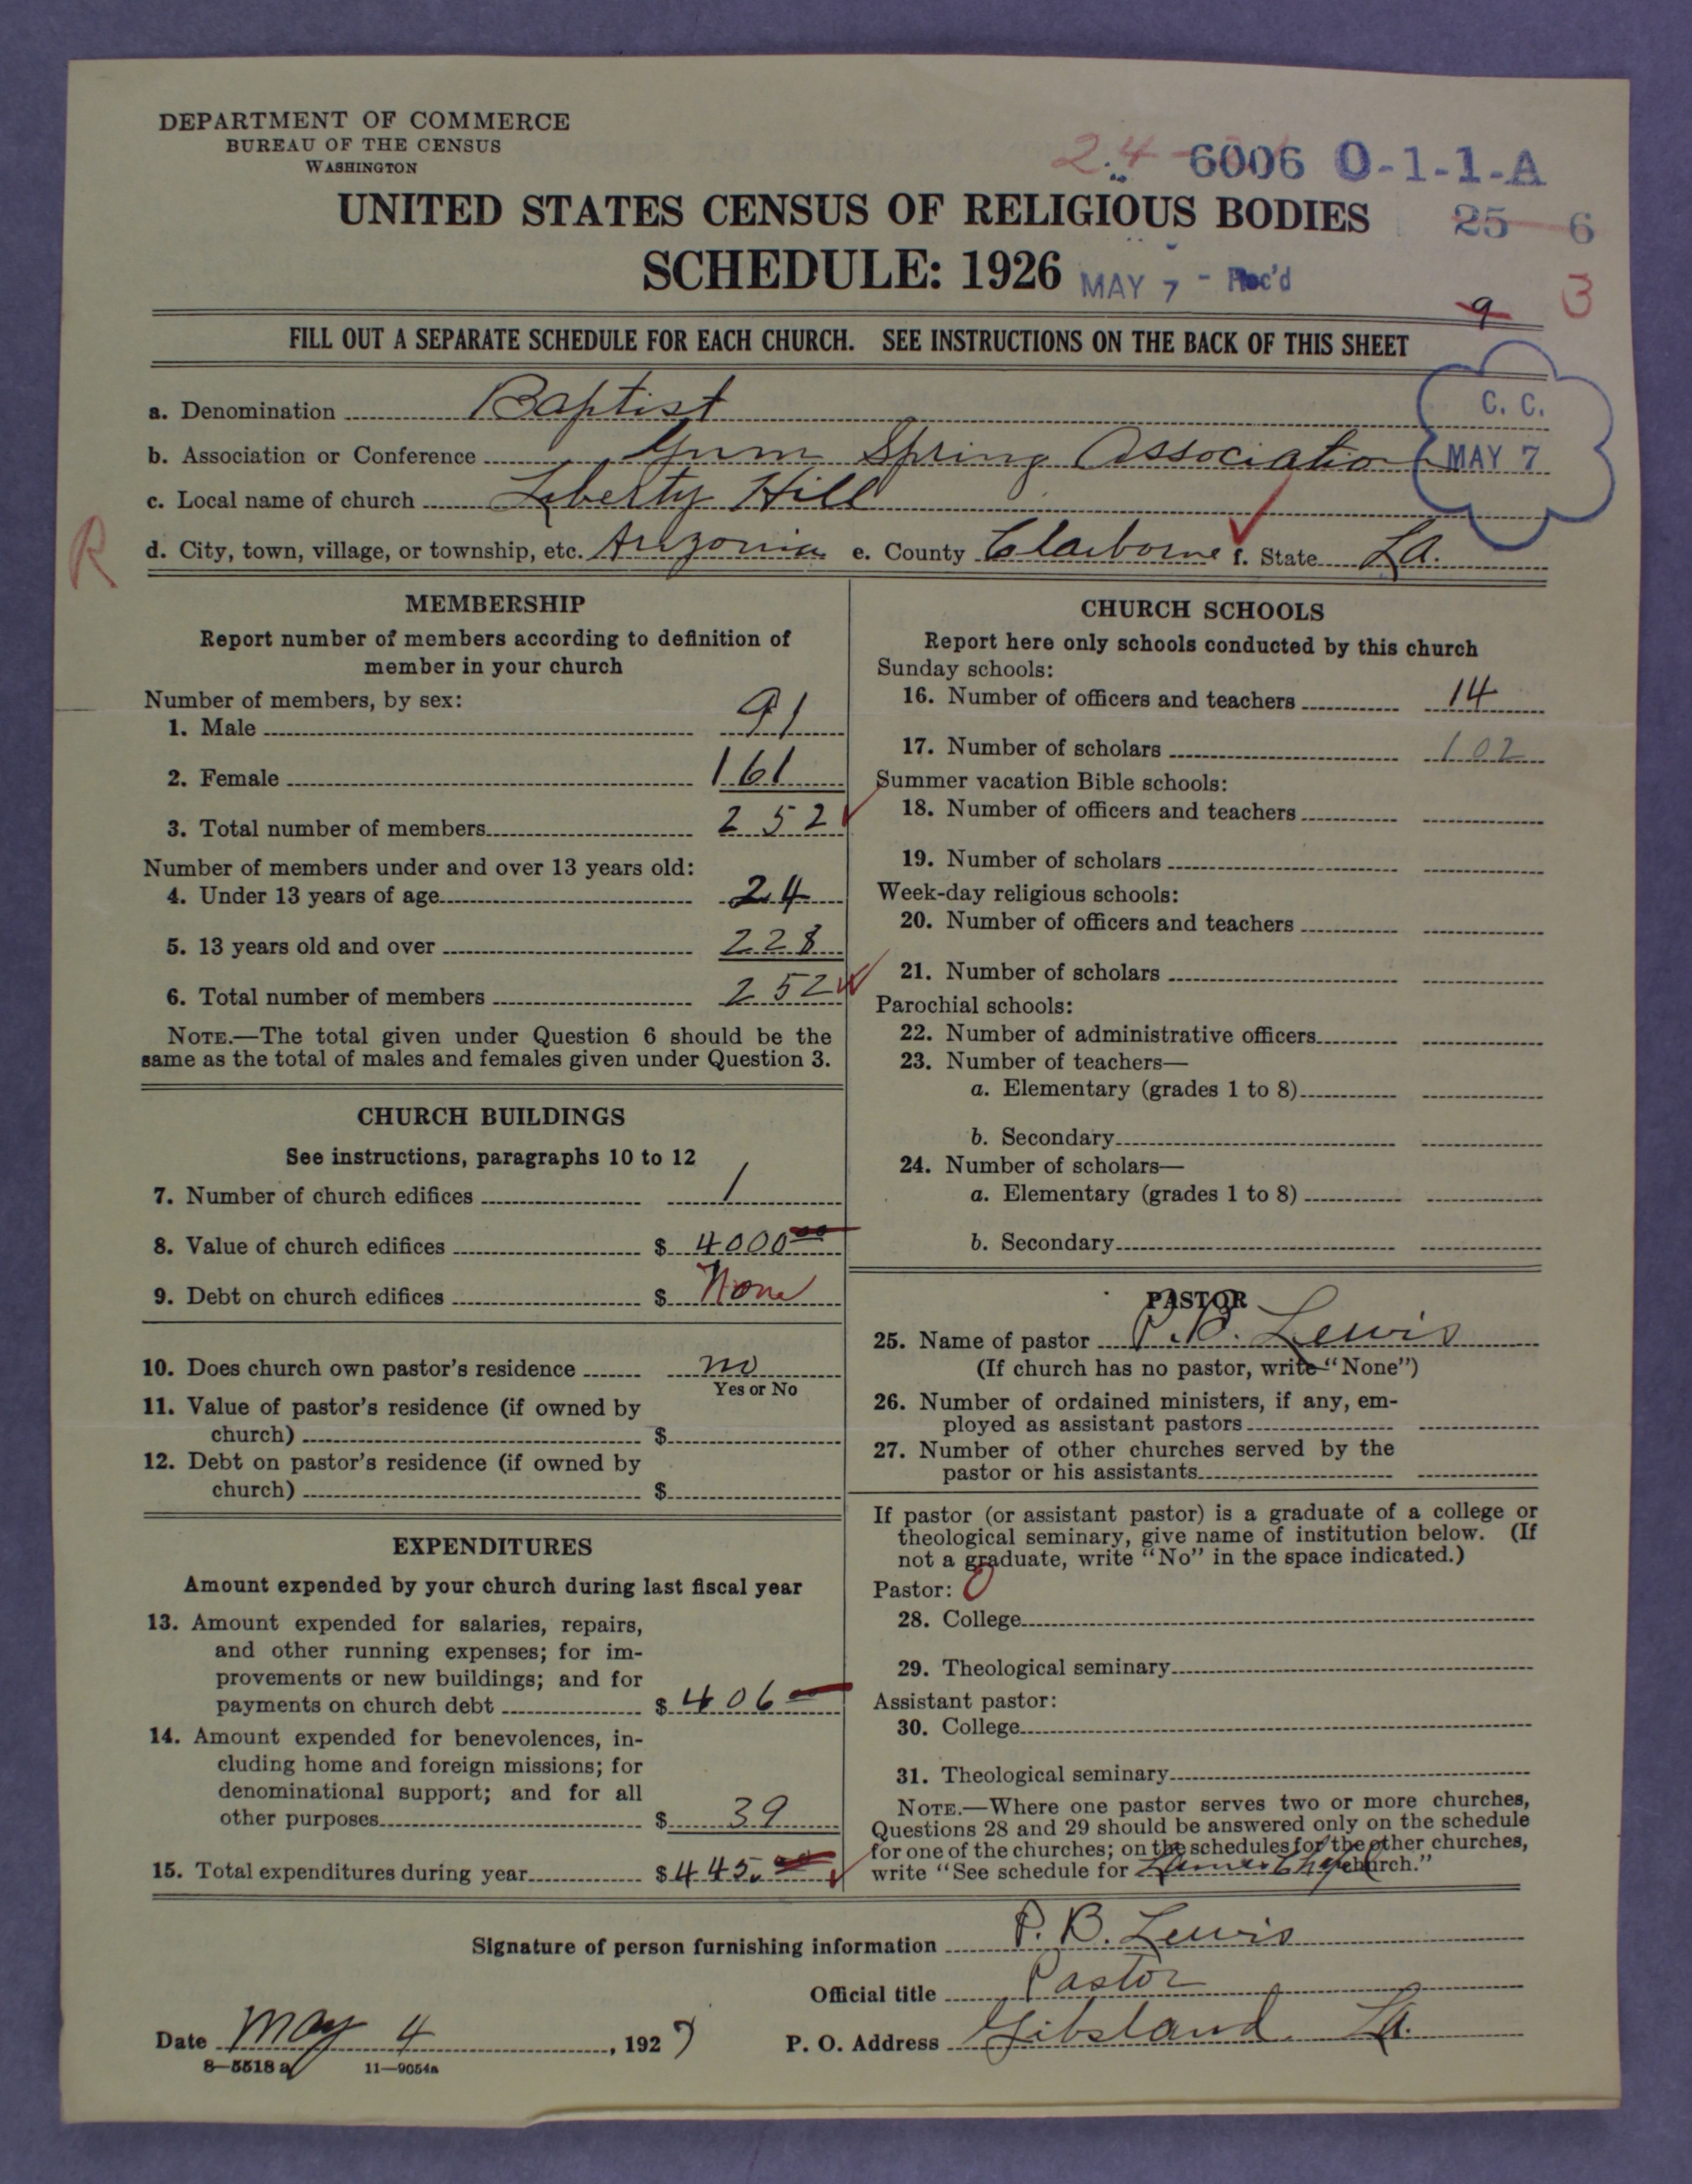 DEPARTMENT OF COMMERCE
BUREAU OF THE CENSUS
WASHINGTON
24 6006 O-1-1-A
UNITED STATES CENSUS OF RELIGIOUS BODIES
25 6
SCHEDULE: 1926 MAY 7 - Rec'd
9 3
FILL OUT A SEPARATE SCHEDULE FOR EACH CHURCH. SEE INSTRUCTIONS ON THE BACK OF THIS SHEET
a. Denomination Baptist
C. C.
b. Association or Conference Gum Spring Association
MAY 7
c. Local name of church Liberty Hill
R
d. City, town, village, or township, etc. Arizonia e. County Claiborne f. State La.
MEMBERSHIP
Report number of members according to definition of
member in your church
Number of members, by sex:
1. Male 91
2. Female 161
3. Total number of members 252
Number of members under and over 13 years old:
4. Under 13 years of age 24
5. 13 years old and over 228
6. Total number of members 252
NOTE.—The total given under Question 6 should be the
same as the total of males and females given under Question 3.
CHURCH BUILDINGS
See instructions, paragraphs 10 to 12
7. Number of church edifices 1
8. Value of church edifices $ 4000 00
9. Debt on church edifices $ None
10. Does church own pastor's residence no
Yes or No
11. Value of pastor's residence (if owned by
church) $
12. Debt on pastor's residence (if owned by
church) $
EXPENDITURES
Amount expended by your church during last fiscal year
13. Amount expended for salaries, repairs,
and other running expenses; for im-
provements or new buildings; and for
payments on church debt $ 406
14. Amount expended for benevolences, in-
cluding home and foreign missions; for
denominational support; and for all
other purposes $ 39
15. Total expenditures during year $ 445.00
CHURCH SCHOOLS
Report here only schools conducted by this church
Sunday schools:
16. Number of officers and teachers 14
17. Number of scholars 102
Summer vacation Bible schools:
18. Number of officers and teachers
19. Number of scholars
Week-day religious schools:
20. Number of officers and teachers
21. Number of scholars
Parochial schools:
22. Number of administrative officers
23. Number of teachers—
a. Elementary (grades 1 to 8)
b. Secondary
24. Number of scholars—
a. Elementary (grades 1 to 8)
b. Secondary
PASTOR
25. Name of pastor P. B. Lewis
(If church has no pastor, write "None")
26. Number of ordained ministers, if any, em-
ployed as assistant pastors
27. Number of other churches served by the
pastor or his assistants
If pastor (or assistant pastor) is a graduate of a college or
theological seminary, give name of institution below. (If
not a graduate, write "No" in the space indicated.)
Pastor: 0
28. College
29. Theological seminary
Assistant pastor:
30. College
31. Theological seminary
NOTE.—Where one pastor serves two or more churches,
Questions 28 and 29 should be answered only on the schedule
for one of the churches; on the schedules for the other churches,
write "See schedule for church."
Signature of person furnishing information P. B. Lewis
Official title Pastor
Date May 4, 1927 P. O. Address Gibsland. La.
8—5518 a 11—9054a